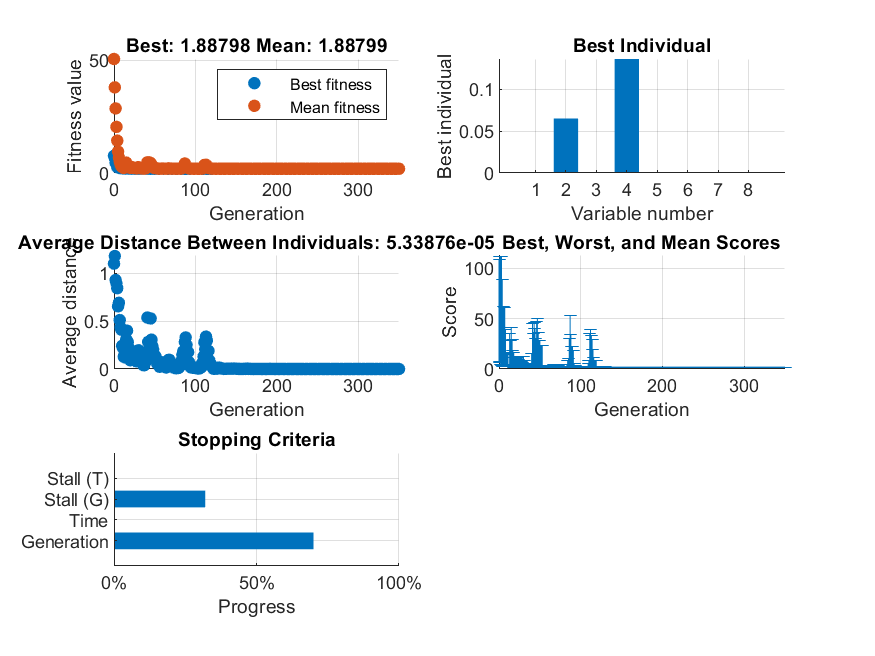 Best: 1.88798 Mean: 1.88799
Fitness value
50
0
Best fitness
Mean fitness
0 100 200 300
Generation
Best Individual
Best individual
0.1
0.05
0
1 2 3 4 5 6 7 8
Variable number
Average Distance Between Individuals: 5.33876e-05
Average distance
1
0.5
0
0 100 200 300
Generation
Best, Worst, and Mean Scores
Score
100
50
0
0 100 200 300
Generation
Stopping Criteria
Stall (T)
Stall (G)
Time
Generation
0% 50% 100%
Progress